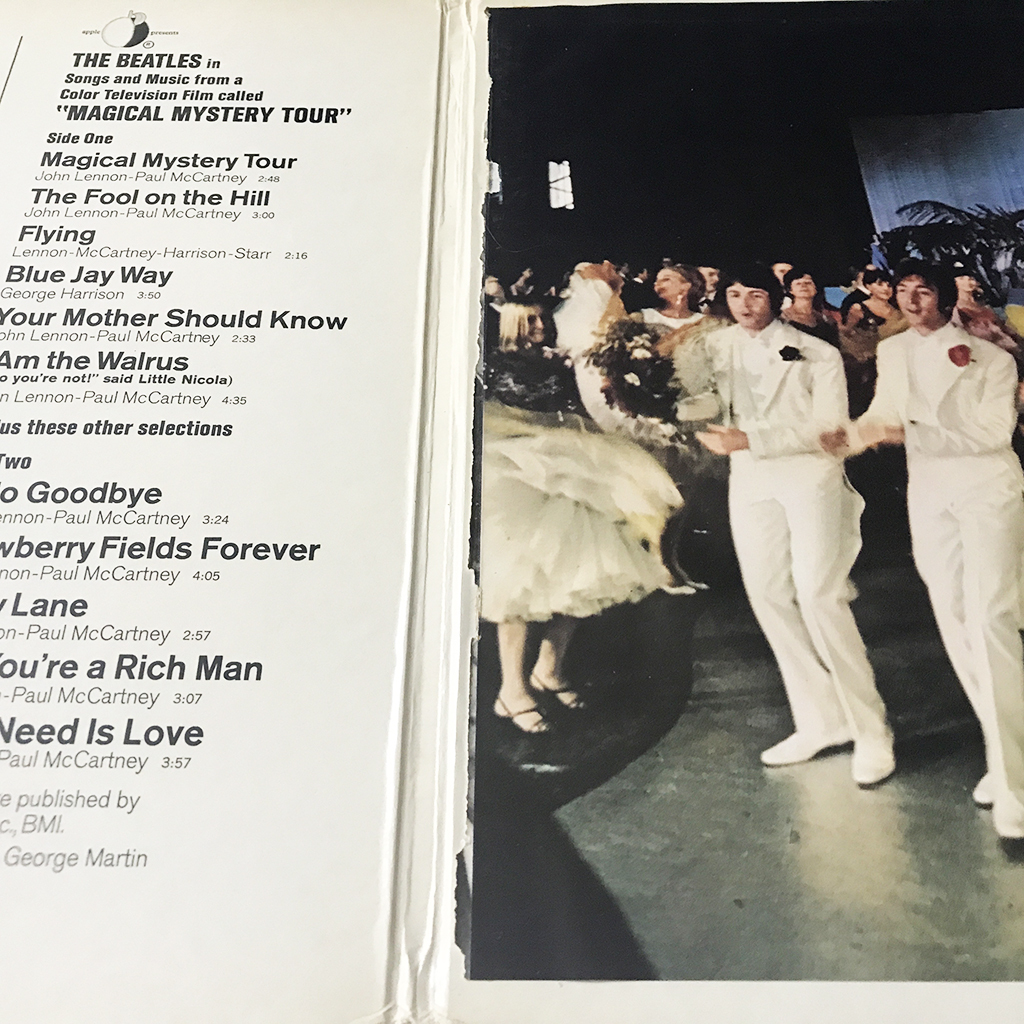 apple presents
THE BEATLES in
Songs and Music from a
Color Television Film called
"MAGICAL MYSTERY TOUR"
Side One
Magical Mystery Tour
John Lennon-Paul McCartney 2:48
The Fool on the Hill
John Lennon-Paul McCartney 3:00
Flying
Lennon-McCartney-Harrison-Starr 2:16
Blue Jay Way
George Harrison 3:50
Your Mother Should Know
ohn Lennon-Paul McCartney 2:33
Am the Walrus
o you're not!" said Little Nicola)
n Lennon-Paul McCartney 4:35
us these other selections
Two
lo Goodbye
ennon-Paul McCartney 3:24
wberry Fields Forever
non-Paul McCartney 4:05
y Lane
on-Paul McCartney 2:57
You're a Rich Man
-Paul McCartney 3:07
Need Is Love
Paul McCartney 3:57
e published by
c., BMI.
George Martin